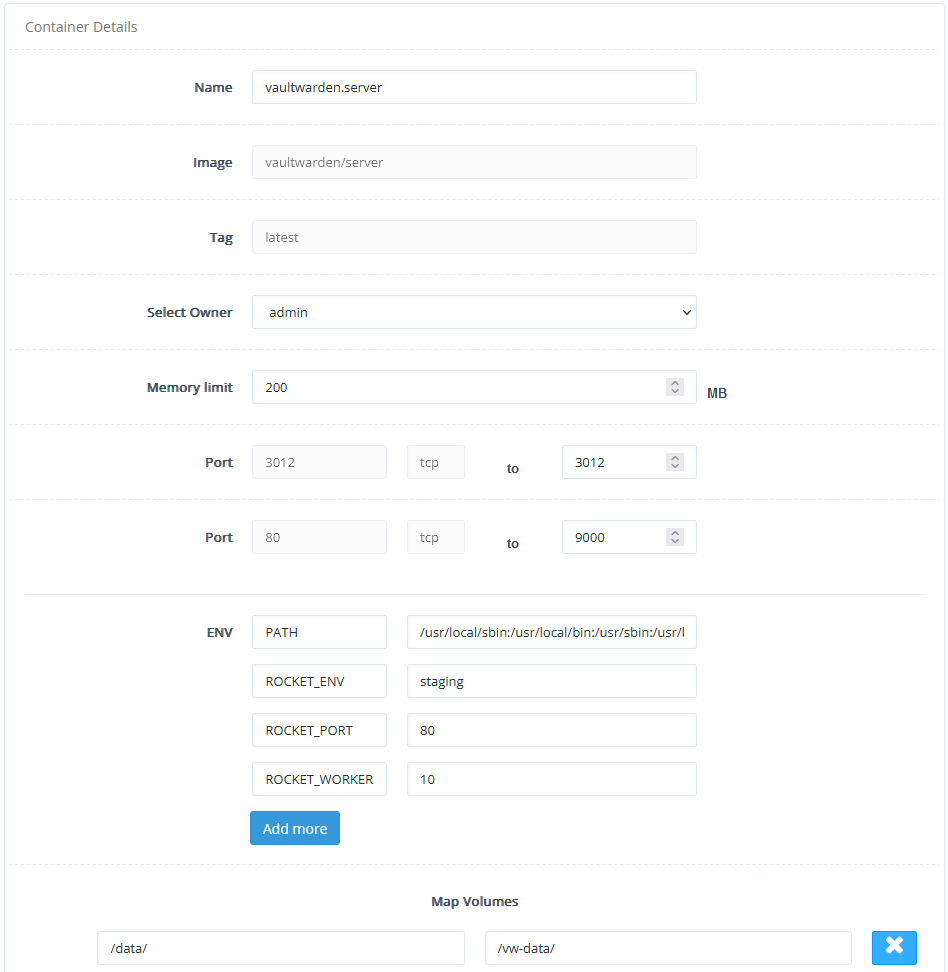 Container Details
Name vaultwarden.server
Image vaultwarden/server
Tag latest
Select Owner admin
Memory limit 200 MB
Port 3012 tcp to 3012
Port 80 tcp to 9000
ENV PATH /usr/local/sbin:/usr/local/bin:/usr/sbin:/usr/l
ROCKET_ENV staging
ROCKET_PORT 80
ROCKET_WORKER 10
Add more
Map Volumes
/data/ /vw-data/